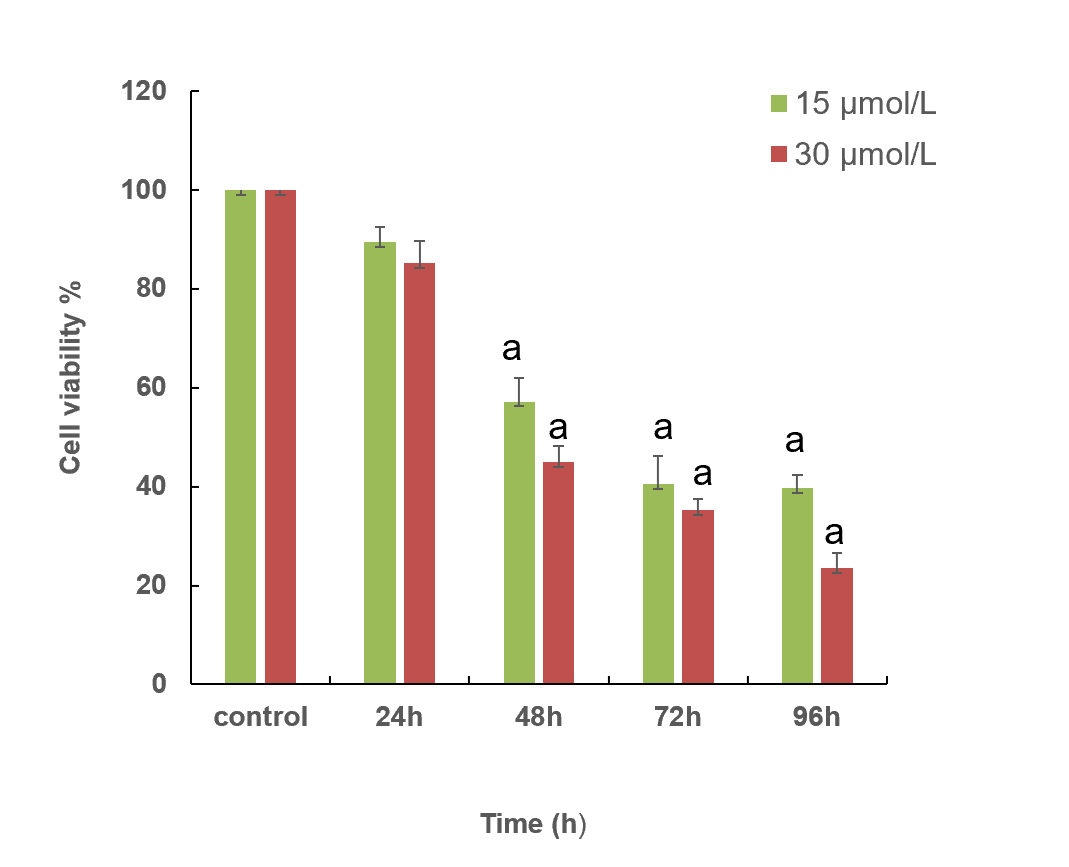 15 µmol/L
30 µmol/L
120
100
80
60
40
20
0
Cell viability %
a
a
a
a
a
a
control 24h 48h 72h 96h
Time (h)